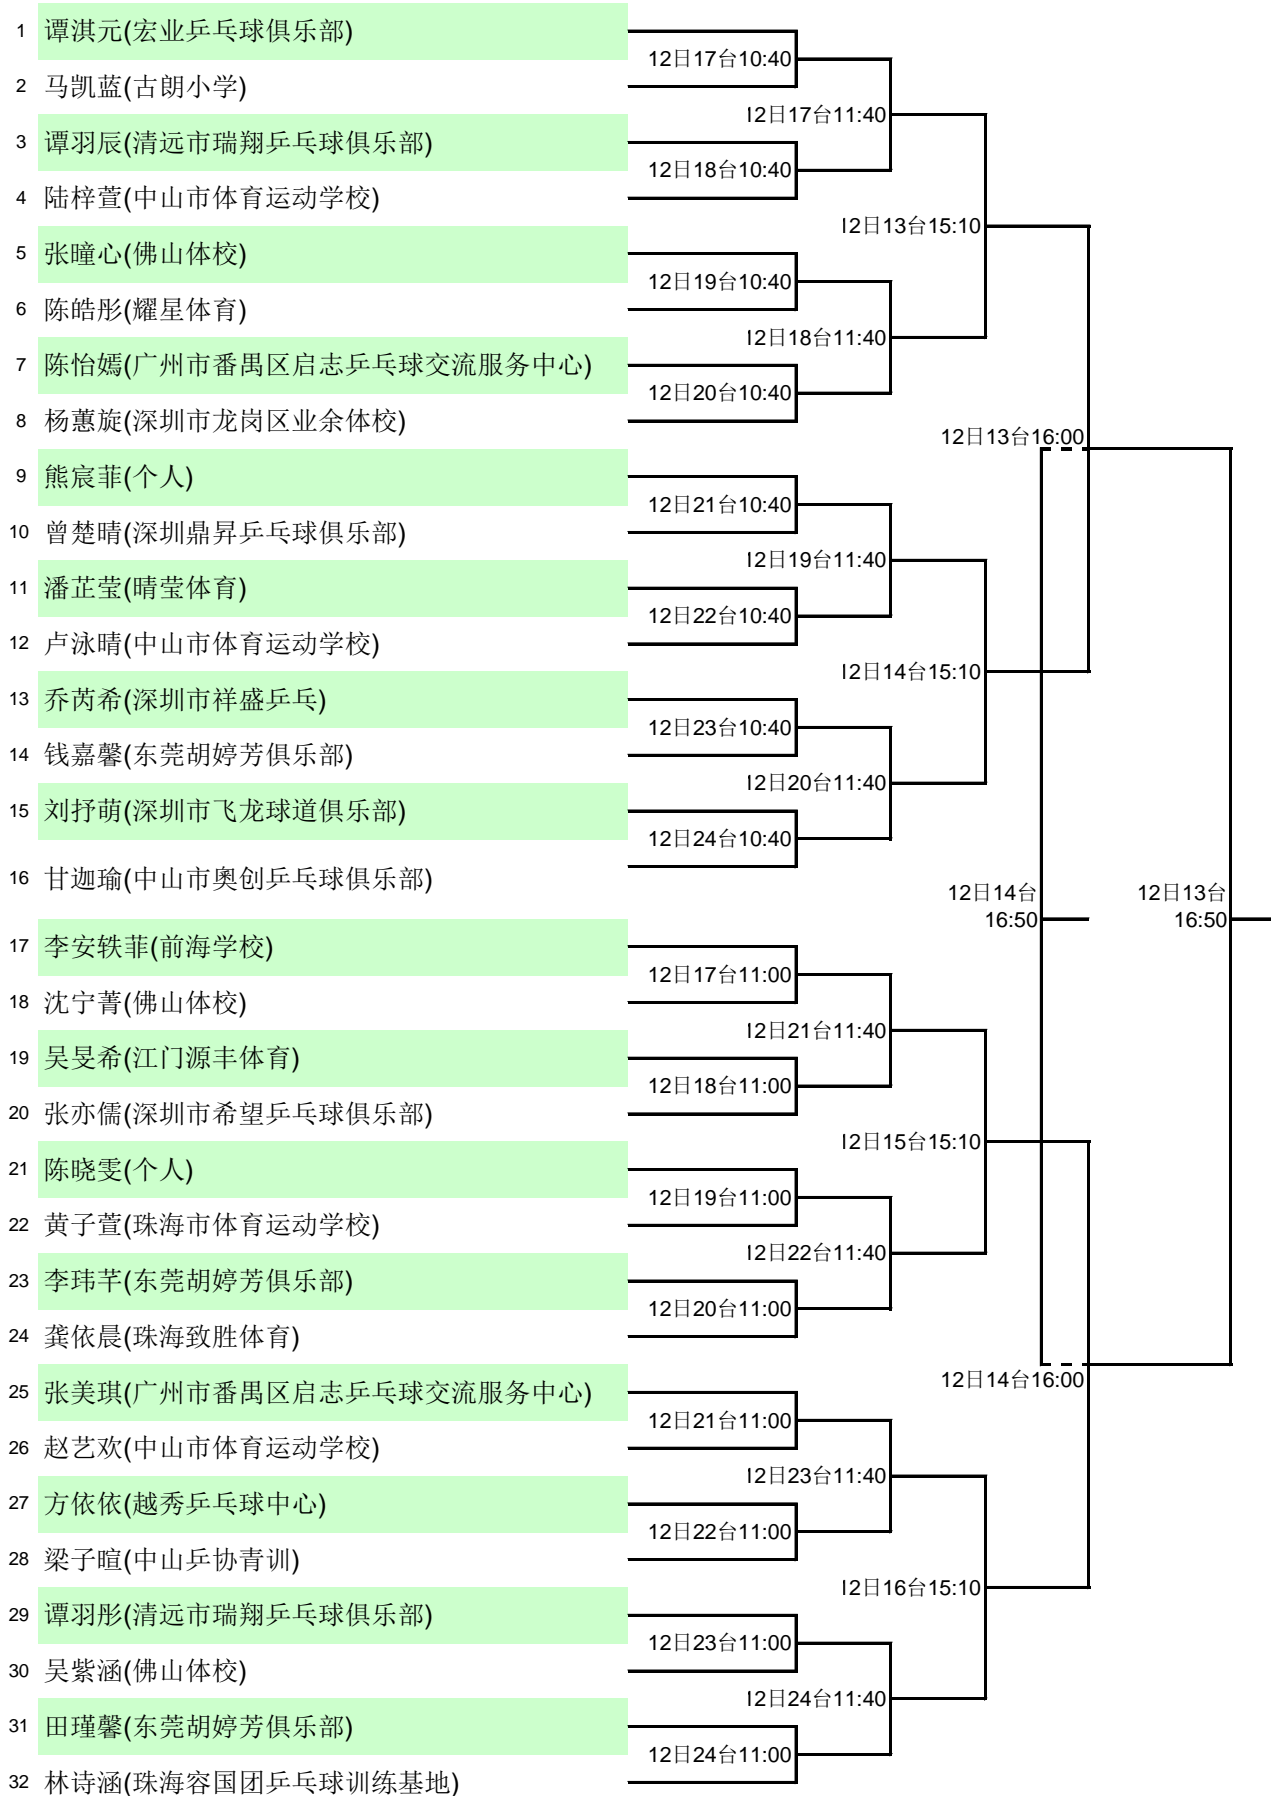 1 谭淇元(宏业乒乓球俱乐部)
12日17台10:40
2 马凯蓝(古朗小学)
12日17台11:40
3 谭羽辰(清远市瑞翔乒乓球俱乐部)
12日18台10:40
4 陆梓萱(中山市体育运动学校)
12日13台15:10
5 张曈心(佛山体校)
12日19台10:40
6 陈皓彤(耀星体育)
12日18台11:40
7 陈怡嫣(广州市番禺区启志乒乓球交流服务中心)
12日20台10:40
8 杨蕙旋(深圳市龙岗区业余体校)
12日13台16:00
9 熊宸菲(个人)
12日21台10:40
10 曾楚晴(深圳鼎昇乒乓球俱乐部)
12日19台11:40
11 潘芷莹(晴莹体育)
12日22台10:40
12 卢泳晴(中山市体育运动学校)
12日14台15:10
13 乔芮希(深圳市祥盛乒乓)
12日23台10:40
14 钱嘉馨(东莞胡婷芳俱乐部)
12日20台11:40
15 刘抒萌(深圳市飞龙球道俱乐部)
12日24台10:40
16 甘迦瑜(中山市奥创乒乓球俱乐部)
12日14台
16:50
12日13台
16:50
17 李安轶菲(前海学校)
12日17台11:00
18 沈宁菁(佛山体校)
12日21台11:40
19 吴旻希(江门源丰体育)
12日18台11:00
20 张亦儒(深圳市希望乒乓球俱乐部)
12日15台15:10
21 陈晓雯(个人)
12日19台11:00
22 黄子萱(珠海市体育运动学校)
12日22台11:40
23 李玮芊(东莞胡婷芳俱乐部)
12日20台11:00
24 龚依晨(珠海致胜体育)
12日14台16:00
25 张美琪(广州市番禺区启志乒乓球交流服务中心)
12日21台11:00
26 赵艺欢(中山市体育运动学校)
12日23台11:40
27 方依依(越秀乒乓球中心)
12日22台11:00
28 梁子暄(中山乒协青训)
12日16台15:10
29 谭羽彤(清远市瑞翔乒乓球俱乐部)
12日23台11:00
30 吴紫涵(佛山体校)
12日24台11:40
31 田瑾馨(东莞胡婷芳俱乐部)
12日24台11:00
32 林诗涵(珠海容国团乒乓球训练基地)